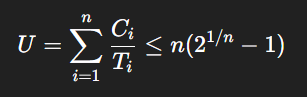 U = \sum_{i=1}^{n} \frac{C_i}{T_i} \leq n(2^{1/n} - 1)